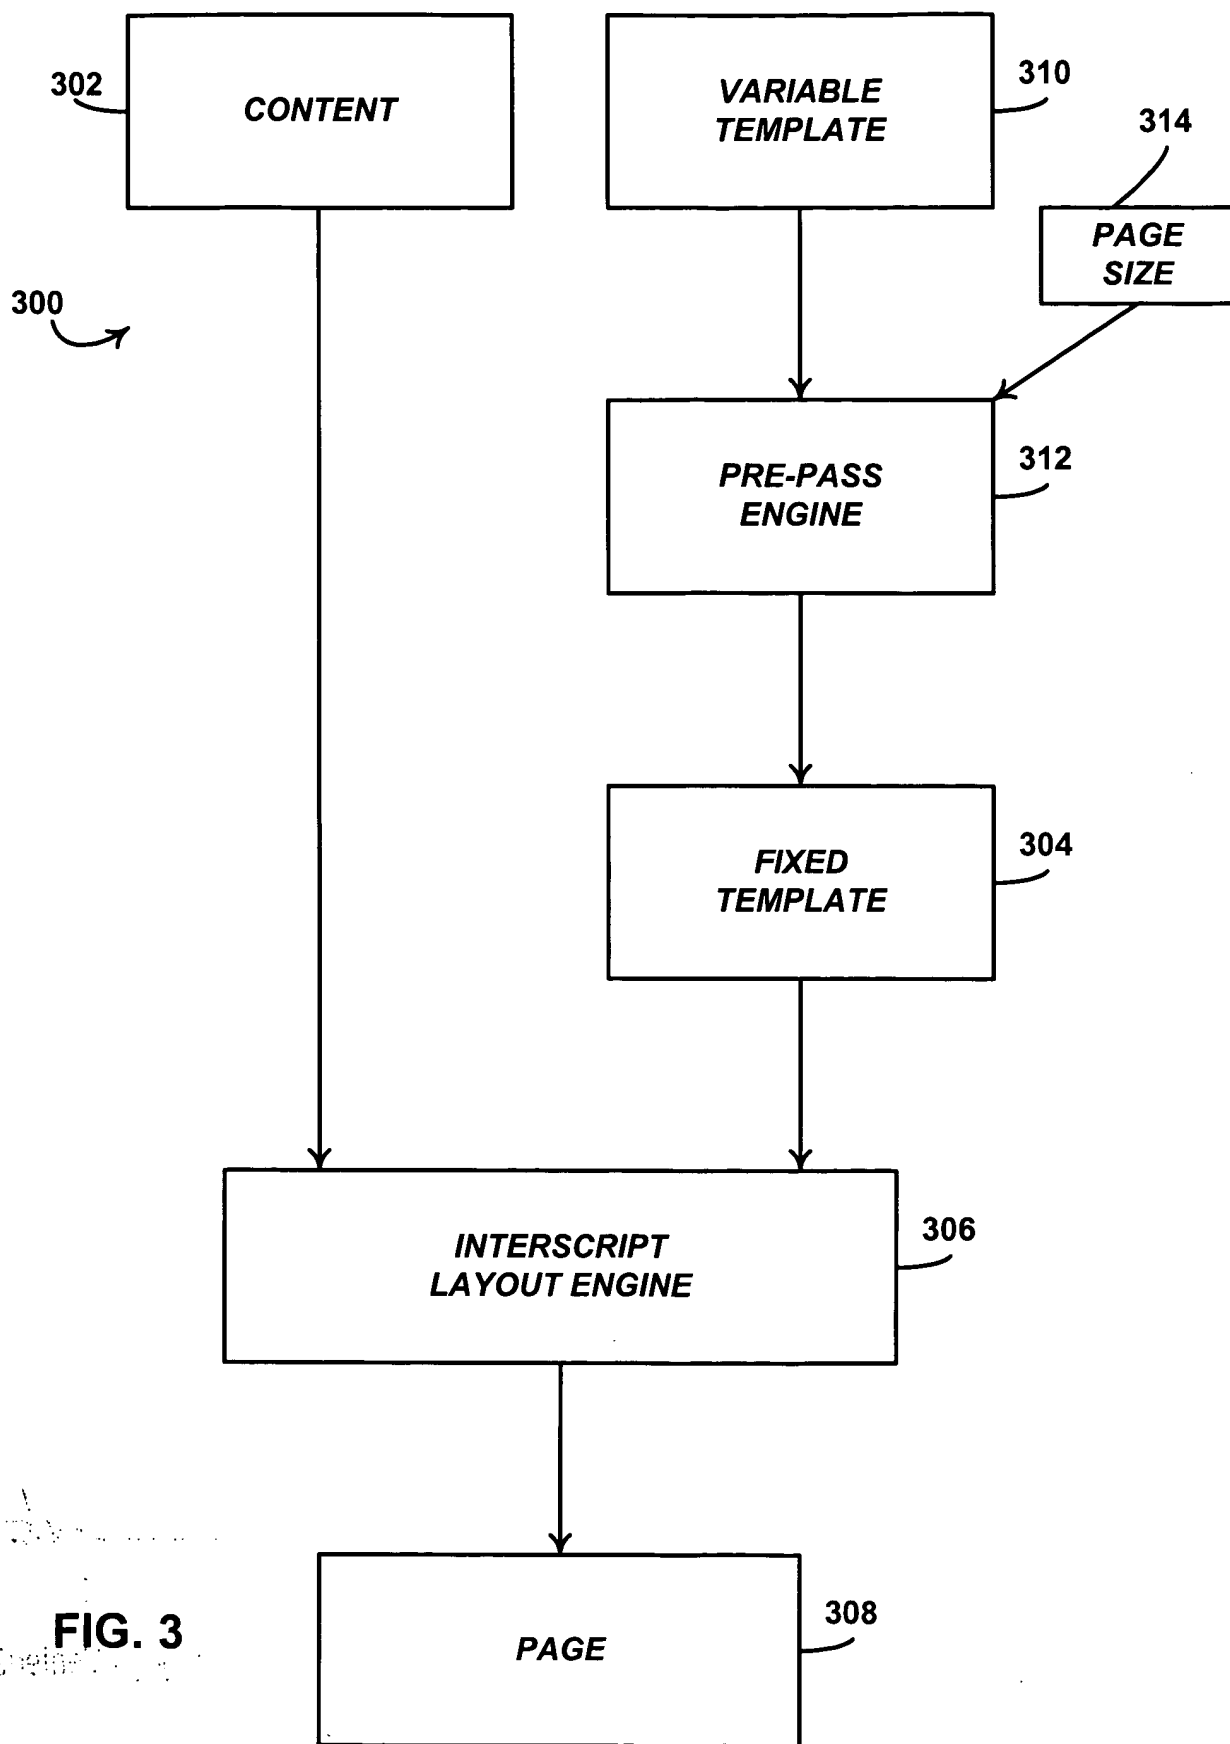 302
CONTENT
VARIABLE
TEMPLATE
310
314
PAGE
SIZE
300
PRE-PASS
ENGINE
312
FIXED
TEMPLATE
304
INTERSCRIPT
LAYOUT ENGINE
306
FIG. 3
PAGE
308